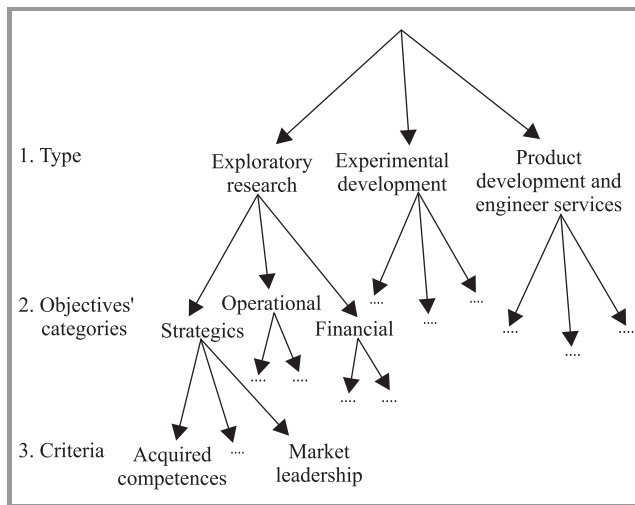 1. Type
Exploratory
research
Experimental
development
Product
development and
engineer services
2. Objectives'
categories
Strategics
Operational
Financial
....
....
....
....
....
....
....
....
....
....
3. Criteria
Acquired
competences
....
Market
leadership